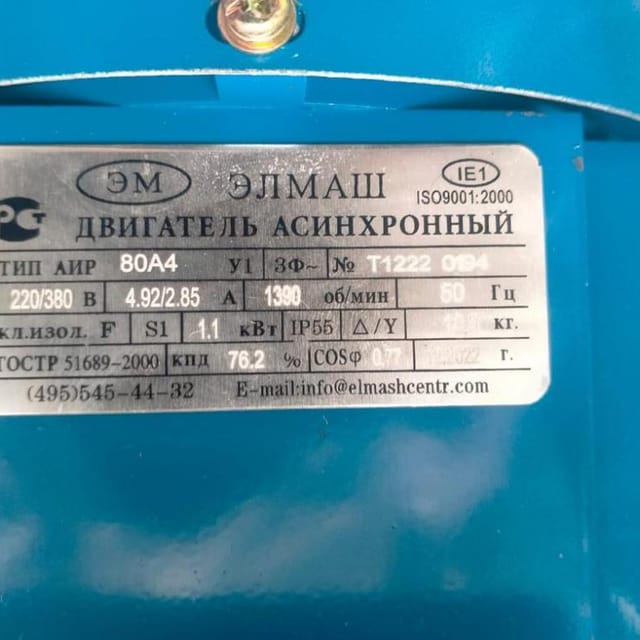 ЭМ ЭЛМАШ IE1
ISO9001:2000
РСТ ДВИГАТЕЛЬ АСИНХРОННЫЙ
ТИП АИР 80А4 У1 3Ф~ № Т1222
220/380 В 4.92/2.85 А 1390 об/мин 50 Гц
кл.изол. F S1 1.1 кВт IP55 △/Y кг.
ГОСТР 51689-2000 кпд 76.2 % COSφ 0.77 г.
(495)545-44-32 E-mail:info@elmashcentr.com